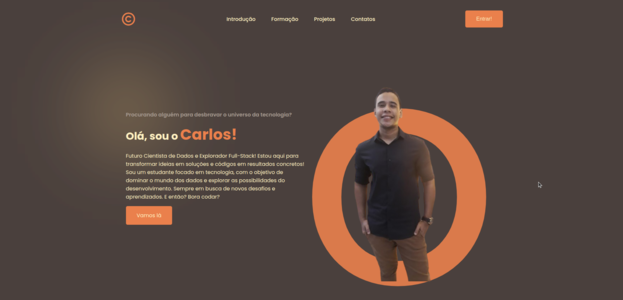 ©
Introdução Formação Projetos Contatos Entrar!
Procurando alguém para desbravar o universo da tecnologia?
Olá, sou o Carlos!
Futuro Cientista de Dados e Explorador Full-Stack! Estou aqui para
transformar ideias em soluções e códigos em resultados concretos!
Sou um estudante focado em tecnologia, com o objetivo de
dominar o mundo dos dados e explorar as possibilidades do
desenvolvimento. Sempre em busca de novos desafios e
aprendizados. E então? Bora codar?
Vamos lá